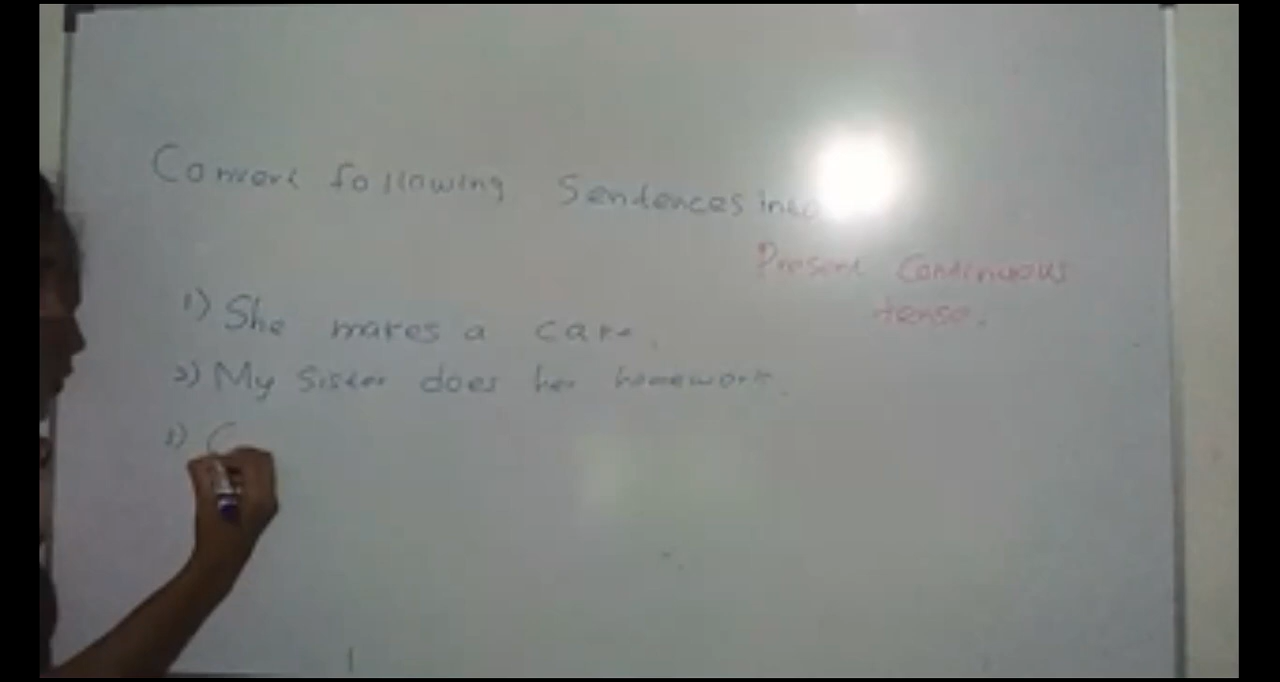 Convert following Sentences into
Present Continuous
tense.
1) She makes a cake.
2) My Sister does her homework.
3) C